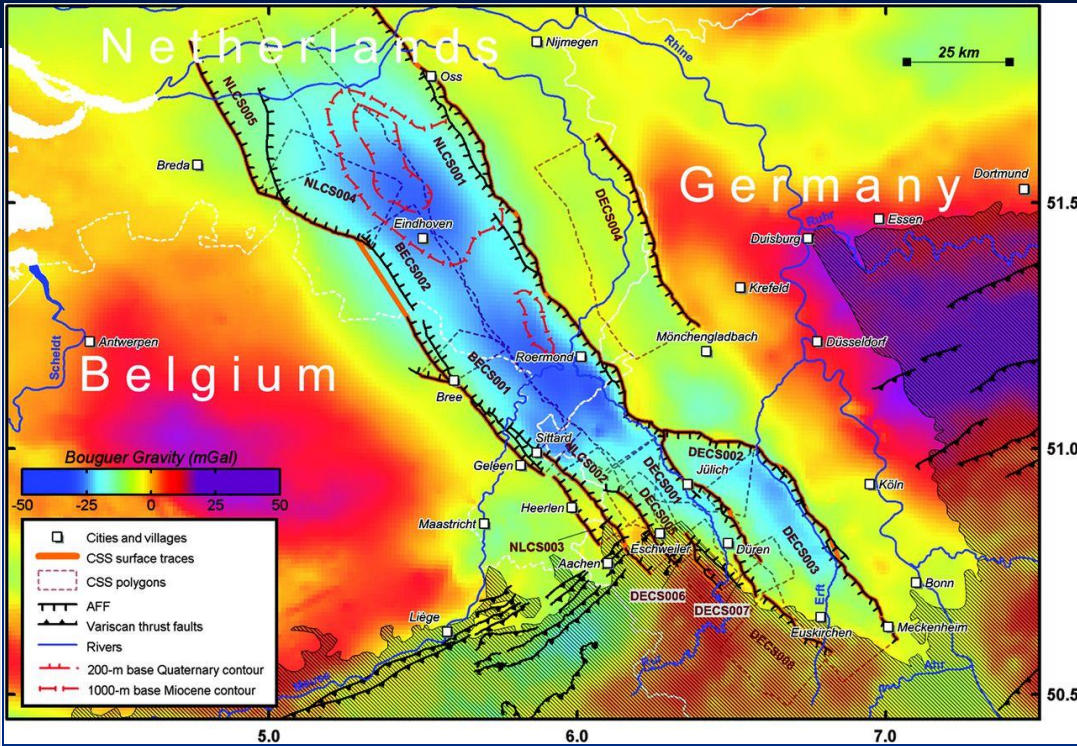 Netherlands
Nijmegen
Rhine
25 km
Oss
NLCS005
NLCS001
Breda
NLCS004
DECS004
Germany
Dortmund
51.5
Essen
Ruhr
Duisburg
Eindhoven
BECS002
Krefeld
Antwerpen
Scheldt
Mönchengladbach
Düsseldorf
Roermond
Belgium
BECS001
Bree
51.0
Sittard
DECS002
Jülich
Bouguer Gravity (mGal)
-50 -25 0 25 50
Geleen
NLCS002
DECS001
Köln
DECS005
Heerlen
Maastricht
NLCS003
Eschweiler
Düren
DECS003
Aachen
DECS006
DECS007
Erft
Bonn
Liége
Euskirchen
Meckenheim
DECS008
Meuse
Rur
Ahr
50.5
Cities and villages
CSS surface traces
CSS polygons
AFF
Variscan thrust faults
Rivers
200-m base Quaternary contour
1000-m base Miocene contour
5.0 6.0 7.0